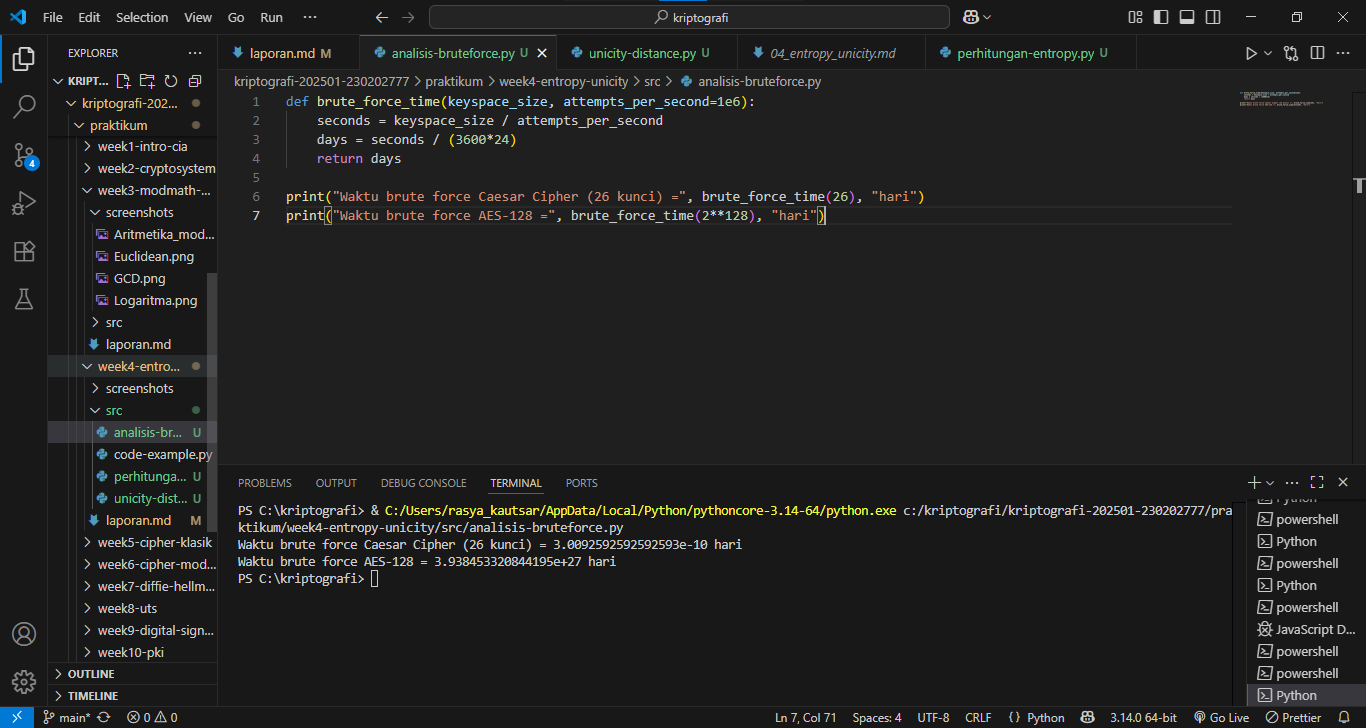 File Edit Selection View Go Run ··· kriptografi
EXPLORER ···
KRIPT...
kriptografi-202...
praktikum
week1-intro-cia
week2-cryptosystem
week3-modmath-...
screenshots
Aritmetika_mod...
Euclidean.png
GCD.png
Logaritma.png
src
laporan.md
week4-entro...
screenshots
src
analisis-br... U
code-example.py
perhitunga... U
unicity-dist... U
laporan.md M
week5-cipher-klasik
week6-cipher-mod...
week7-diffie-hellm...
week8-uts
week9-digital-sign...
week10-pki
OUTLINE
TIMELINE
laporan.md M analisis-bruteforce.py U unicity-distance.py U 04_entropy_unicity.md perhitungan-entropy.py U
kriptografi-202501-230202777 > praktikum > week4-entropy-unicity > src > analisis-bruteforce.py
1 def brute_force_time(keyspace_size, attempts_per_second=1e6):
2 seconds = keyspace_size / attempts_per_second
3 days = seconds / (3600*24)
4 return days
5
6 print("Waktu brute force Caesar Cipher (26 kunci) =", brute_force_time(26), "hari")
7 print("Waktu brute force AES-128 =", brute_force_time(2**128), "hari")
PROBLEMS OUTPUT DEBUG CONSOLE TERMINAL PORTS
PS C:\kriptografi> & C:/Users/rasya_kautsar/AppData/Local/Python/pythoncore-3.14-64/python.exe c:/kriptografi/kriptografi-202501-230202777/pra
ktikum/week4-entropy-unicity/src/analisis-bruteforce.py
Waktu brute force Caesar Cipher (26 kunci) = 3.0092592592592593e-10 hari
Waktu brute force AES-128 = 3.938453320844195e+27 hari
PS C:\kriptografi>
Python
powershell
Python
powershell
Python
powershell
JavaScript D...
powershell
powershell
Python
4
main* 0 0 Ln 7, Col 71 Spaces: 4 UTF-8 CRLF {} Python 3.14.0 64-bit Go Live Prettier